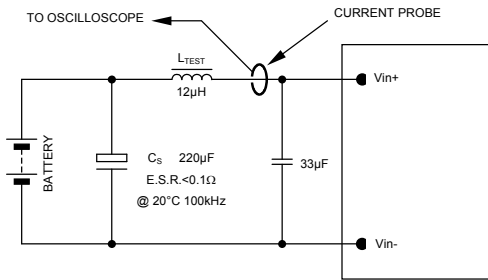 TO OSCILLOSCOPE
CURRENT PROBE
LTEST
12µH
Vin+
BATTERY
CS 220µF
E.S.R.<0.1Ω
@ 20°C 100kHz
33µF
Vin-